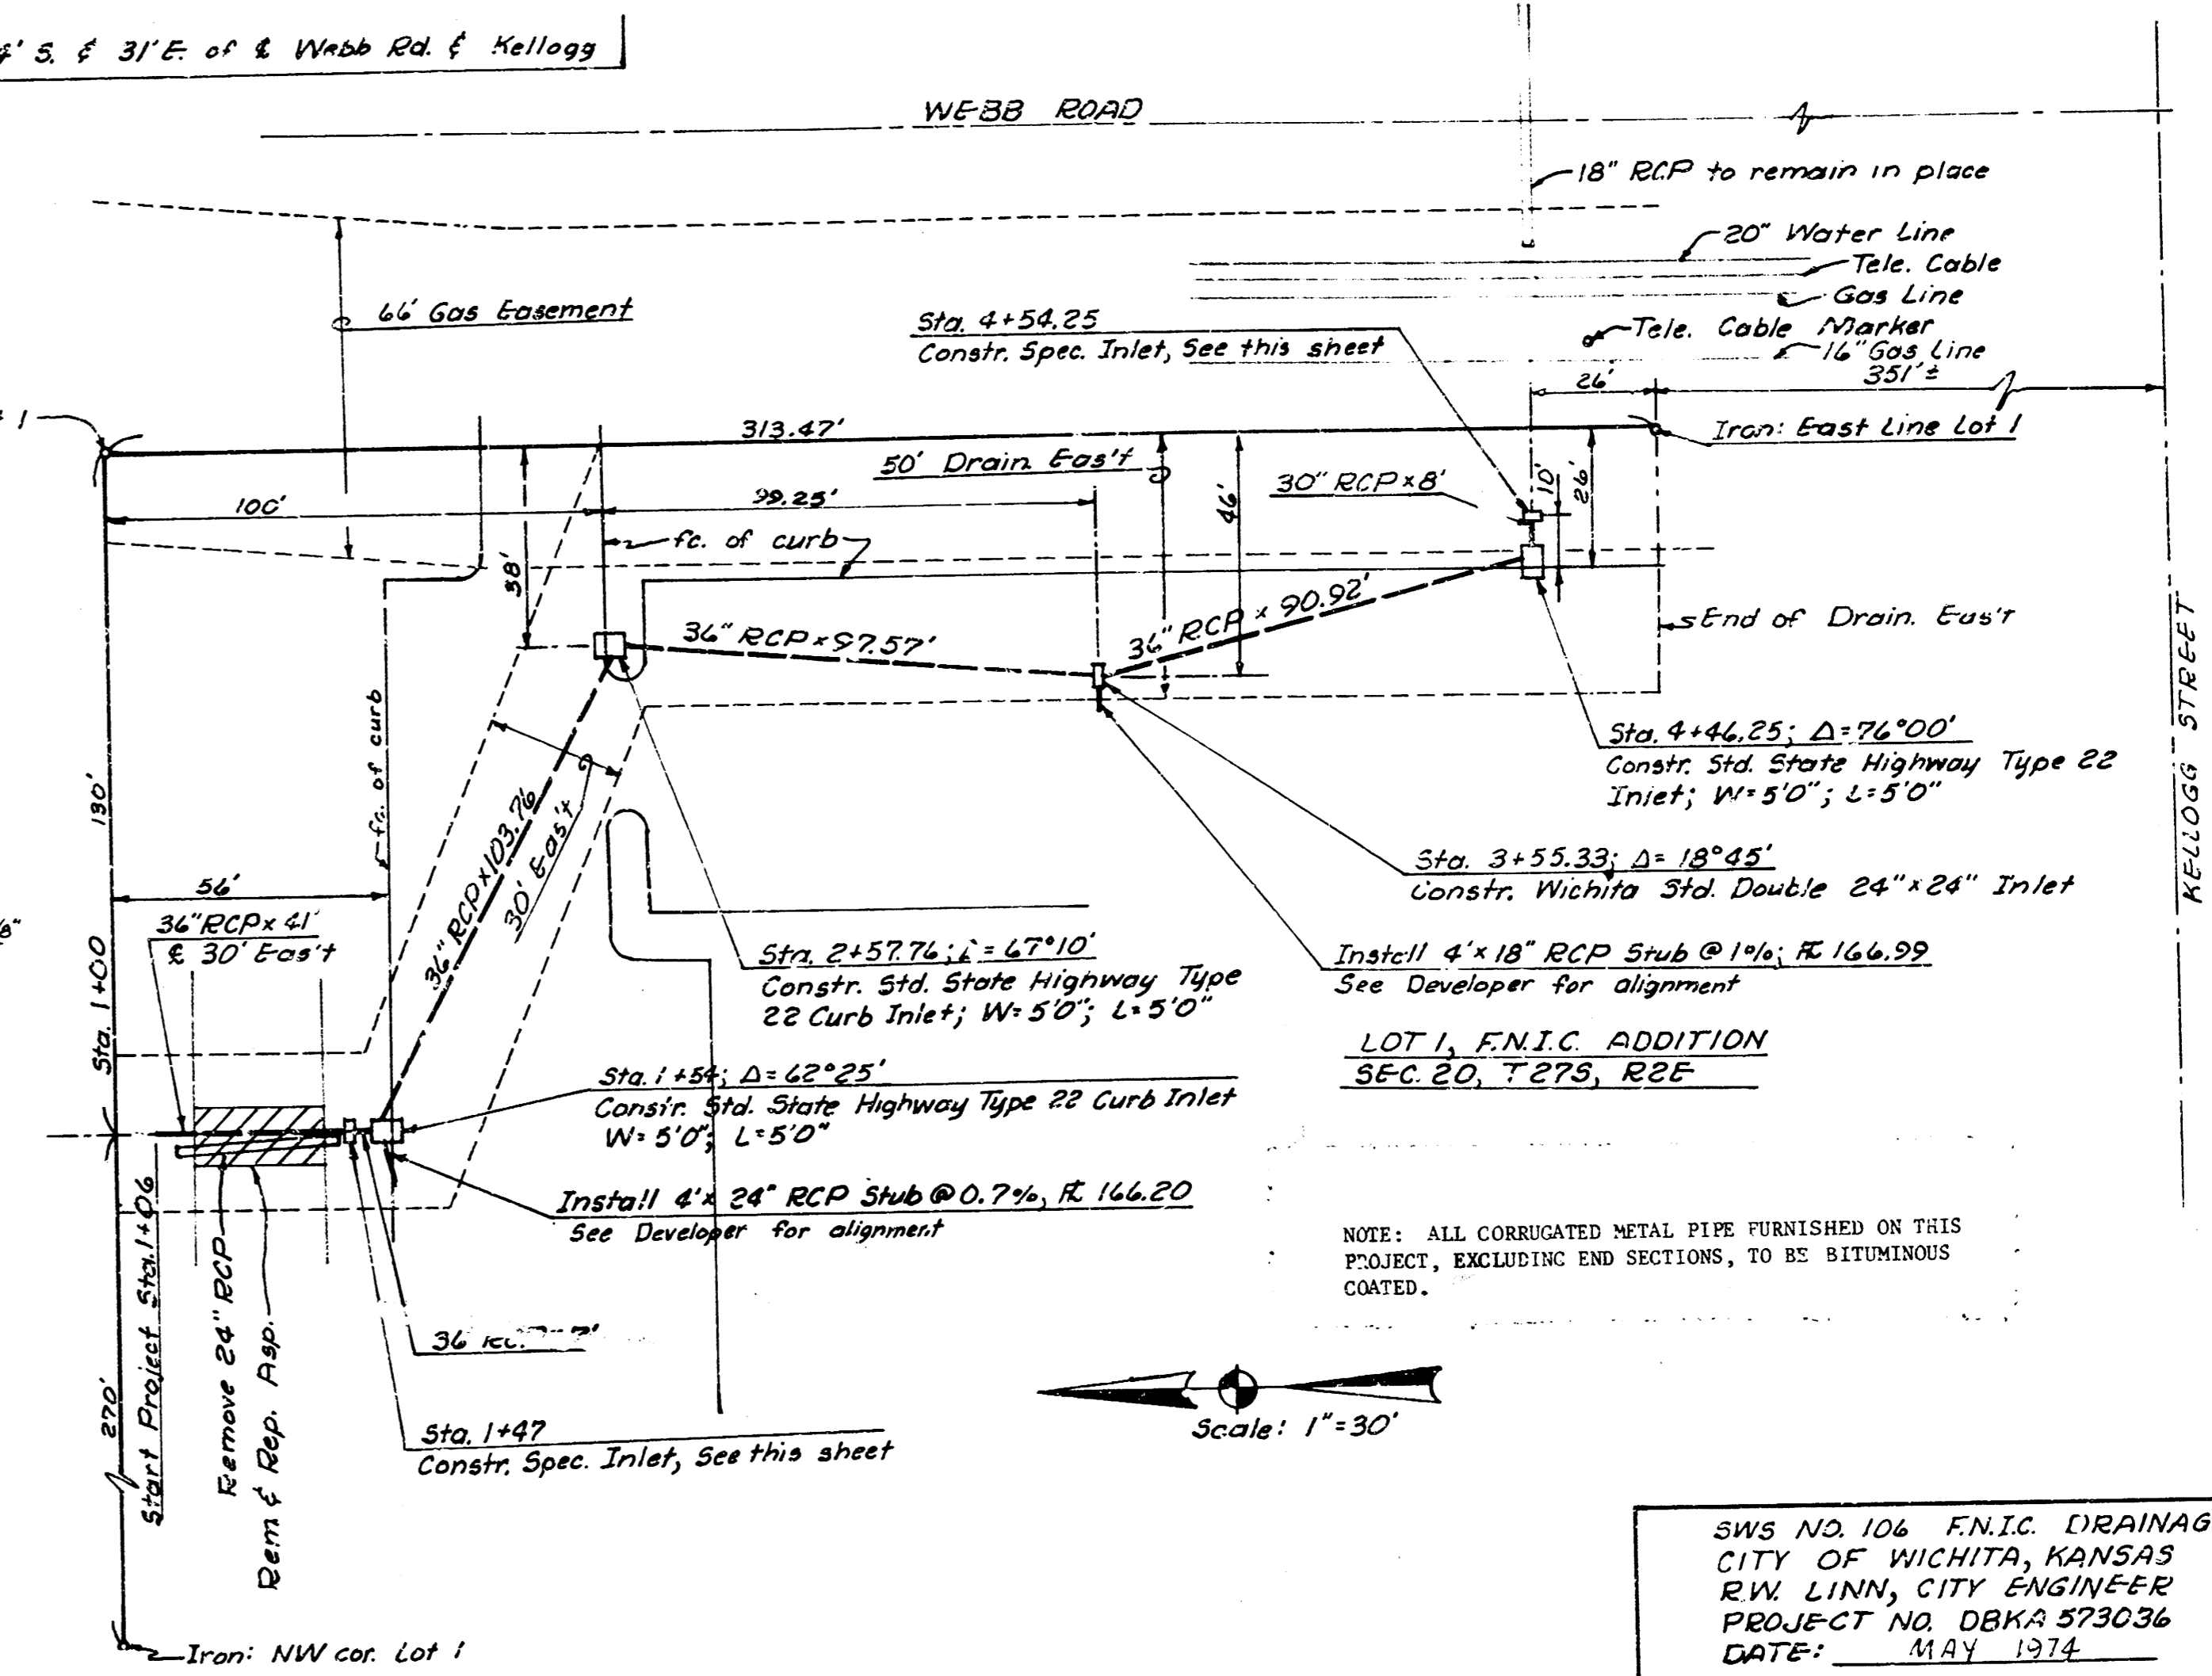 4' S. & 31' E. of ℄ Webb Rd. & Kellogg
WEBB ROAD
18" RCP to remain in place
20" Water Line
Tele. Cable
Gas Line
Tele. Cable Marker
16" Gas Line
66' Gas Easement
Sta. 4+54.25
Constr. Spec. Inlet, See this sheet
26'
351'±
1
313.47'
Iron: East Line Lot 1
50' Drain. Eas't
30" RCP x 8'
10'
26'
46'
100'
99.25'
fc. of curb
38'
36" RCP x 97.57'
36" RCP x 90.92'
End of Drain. Eas't
KELLOGG STREET
fc. of curb
130'
Sta. 4+46.25; Δ=76°00'
Constr. Std. State Highway Type 22
Inlet; W=5'0"; L=5'0"
36" RCP x 103.76
30' Eas't
Sta. 3+55.33; Δ= 18°45'
Constr. Wichita Std. Double 24"x24" Inlet
56'
36" RCP x 41'
℄ 30' Eas't
Sta. 1+00
Sta. 2+57.76; = 67°10'
Constr. Std. State Highway Type
22 Curb Inlet; W=5'0"; L=5'0"
Install 4'x 18" RCP Stub @ 1%; FL 166.99
See Developer for alignment
LOT 1, F.N.I.C. ADDITION
SEC. 20, T27S, R2E
Sta. 1+54; Δ=62°25'
Constr. Std. State Highway Type 22 Curb Inlet
W=5'0"; L=5'0"
Install 4'x 24" RCP Stub @ 0.7%, FL 166.20
See Developer for alignment
NOTE: ALL CORRUGATED METAL PIPE FURNISHED ON THIS
PROJECT, EXCLUDING END SECTIONS, TO BE BITUMINOUS
COATED.
Start Project Sta. 1+06
Remove 24" RCP
Rem & Rep. Asp.
36
270'
Sta. 1+47
Constr. Spec. Inlet, See this sheet
Scale: 1"=30'
Iron: NW cor. Lot 1
SWS NO. 106 F.N.I.C. DRAINAG
CITY OF WICHITA, KANSAS
R.W. LINN, CITY ENGINEER
PROJECT NO. DBKA 573036
DATE: MAY 1974